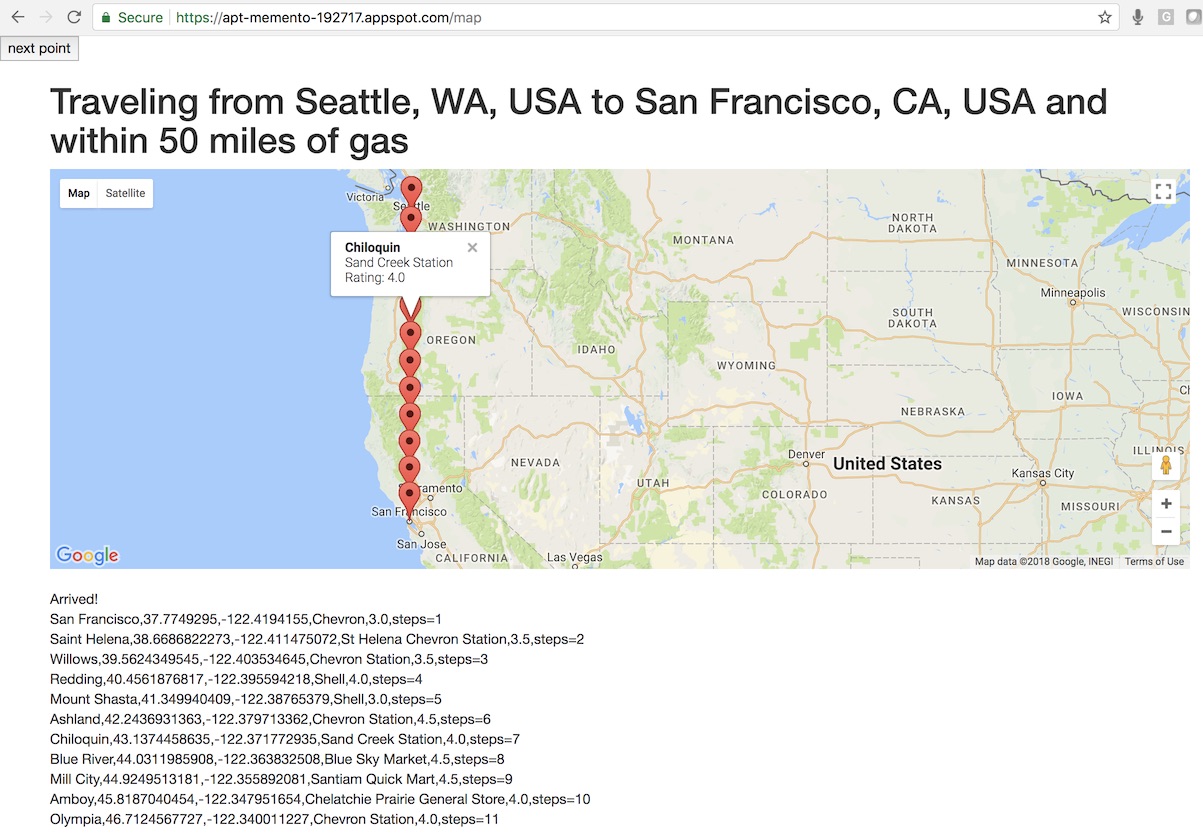 Secure https://apt-memento-192717.appspot.com/map
G
next point
Traveling from Seattle, WA, USA to San Francisco, CA, USA and
within 50 miles of gas
Map Satellite
Victoria
Seattle
WASHINGTON
NORTH
DAKOTA
MONTANA
Chiloquin
Sand Creek Station
Rating: 4.0
MINNESOTA
Minneapolis
WISCONSIN
SOUTH
DAKOTA
OREGON
IDAHO
WYOMING
IOWA
NEBRASKA
ILLINOIS
Denver
United States
NEVADA
Kansas City
UTAH
COLORADO
KANSAS
MISSOURI
Sacramento
San Francisco
San Jose
CALIFORNIA
Las Vegas
Google
Map data ©2018 Google, INEGI Terms of Use
Arrived!
San Francisco,37.7749295,-122.4194155,Chevron,3.0,steps=1
Saint Helena,38.6686822273,-122.411475072,St Helena Chevron Station,3.5,steps=2
Willows,39.5624349545,-122.403534645,Chevron Station,3.5,steps=3
Redding,40.4561876817,-122.395594218,Shell,4.0,steps=4
Mount Shasta,41.349940409,-122.38765379,Shell,3.0,steps=5
Ashland,42.2436931363,-122.379713362,Chevron Station,4.5,steps=6
Chiloquin,43.1374458635,-122.371772935,Sand Creek Station,4.0,steps=7
Blue River,44.0311985908,-122.363832508,Blue Sky Market,4.5,steps=8
Mill City,44.9249513181,-122.355892081,Santiam Quick Mart,4.5,steps=9
Amboy,45.8187040454,-122.347951654,Chelatchie Prairie General Store,4.0,steps=10
Olympia,46.7124567727,-122.340011227,Chevron Station,4.0,steps=11